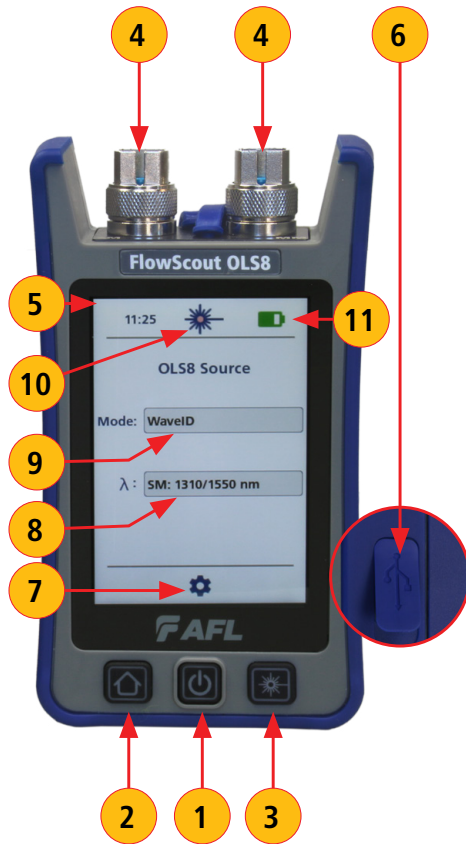 4 4 6
FlowScout OLS8
5 11:25 11
10
OLS8 Source
Mode: WaveID
9
λ : SM: 1310/1550 nm
8
7
AFL
2 1 3